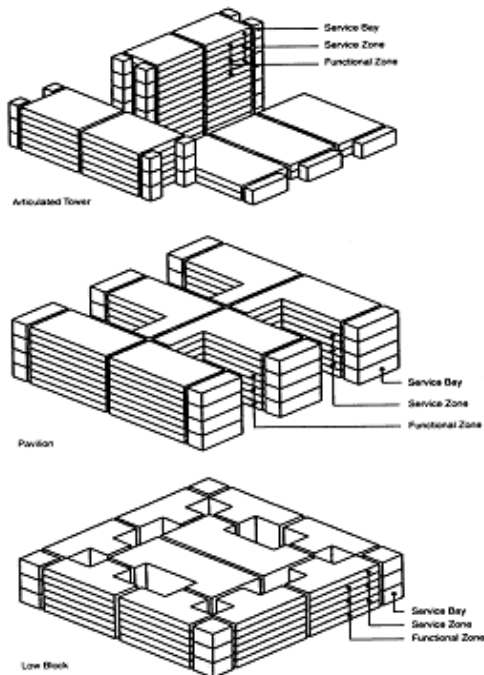 Service Bay
Service Zone
Functional Zone
Articulated Tower
Service Bay
Service Zone
Functional Zone
Pavilion
Service Bay
Service Zone
Functional Zone
Low Block